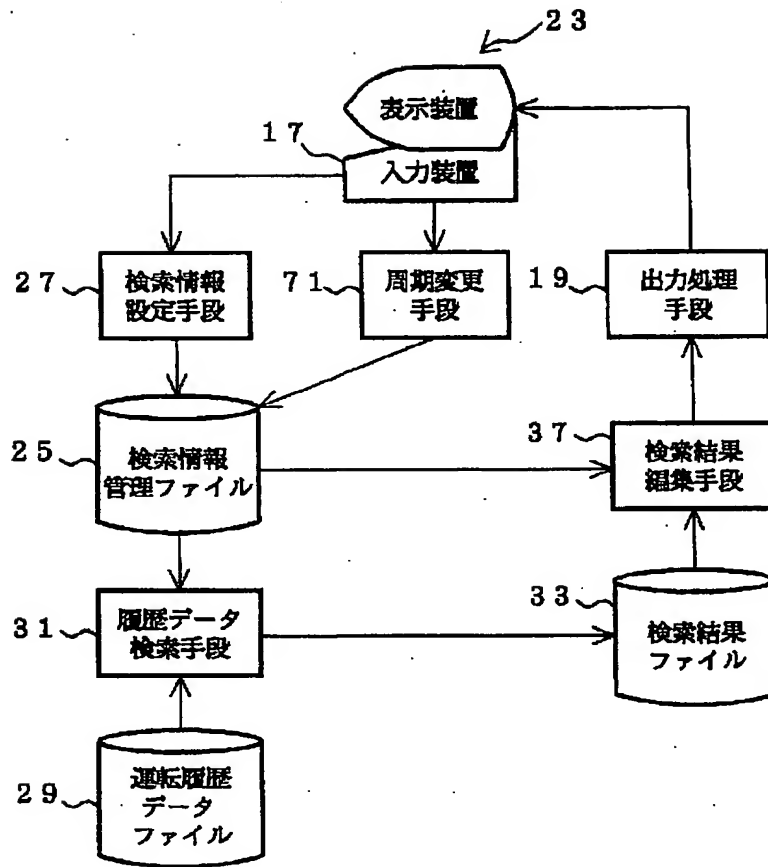 ２３
表示装置
１７
入力装置
２７
検索情報
設定手段
７１
周期変更
手段
１９
出力処理
手段
２５
検索情報
管理ファイル
３７
検索結果
編集手段
３１
履歴データ
検索手段
３３
検索結果
ファイル
２９
運転履歴
データ
ファイル